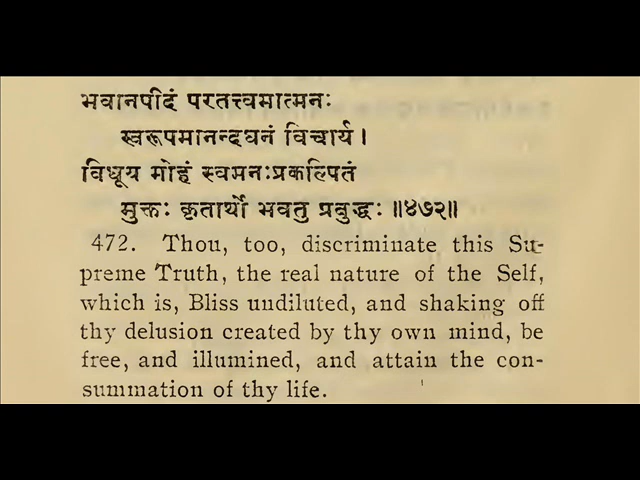 भवानपीदं परतत्त्वमात्मनः
स्वरूपमानन्दघनं विचार्य।
विधूय मोहं स्वमनःप्रकल्पितं
मुक्तः कृतार्थो भवतु प्रबुद्धः॥४७२॥
472. Thou, too, discriminate this Su-
preme Truth, the real nature of the Self,
which is, Bliss undiluted, and shaking off
thy delusion created by thy own mind, be
free, and illumined, and attain the con-
summation of thy life.